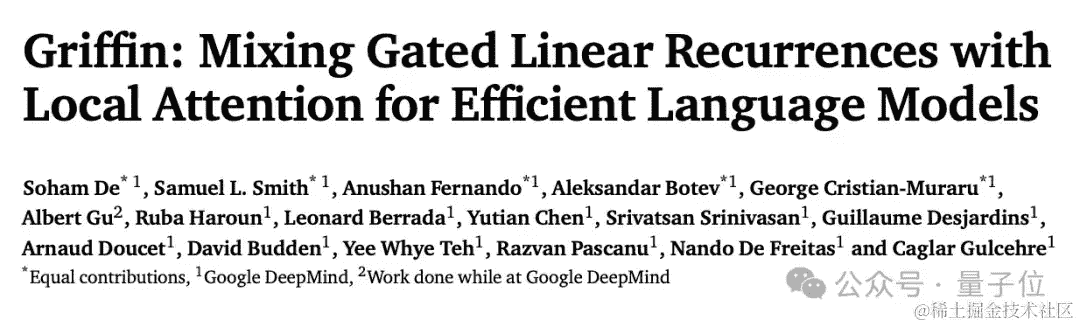 Griffin: Mixing Gated Linear Recurrences with
Local Attention for Efficient Language Models
Soham De* 1, Samuel L. Smith* 1, Anushan Fernando*1, Aleksandar Botev*1, George Cristian-Muraru*1,
Albert Gu2, Ruba Haroun1, Leonard Berrada1, Yutian Chen1, Srivatsan Srinivasan1, Guillaume Desjardins1,
Arnaud Doucet1, David Budden1, Yee Whye Teh1, Razvan Pascanu1, Nando De Freitas1 and Caglar Gulcehre1
*Equal contributions, 1Google DeepMind, 2Work done while at Google DeepMind
公众号 · 量子位
@稀土掘金技术社区